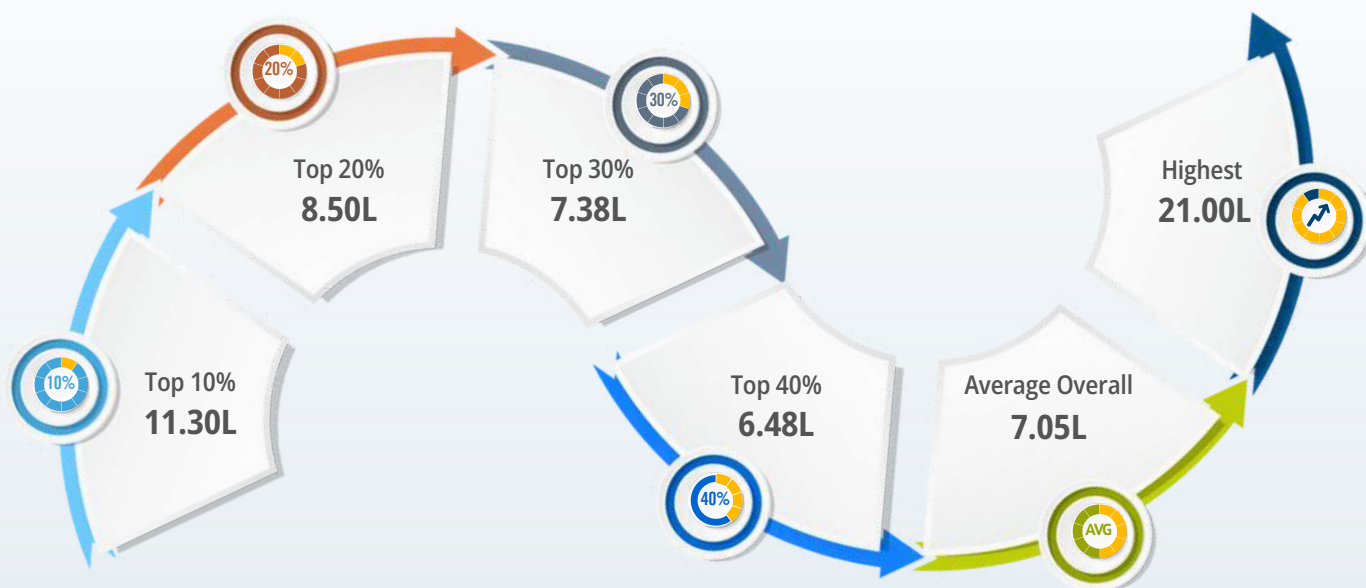 10%
Top 10%
11.30L
20%
Top 20%
8.50L
30%
Top 30%
7.38L
40%
Top 40%
6.48L
AVG
Average Overall
7.05L
Highest
21.00L